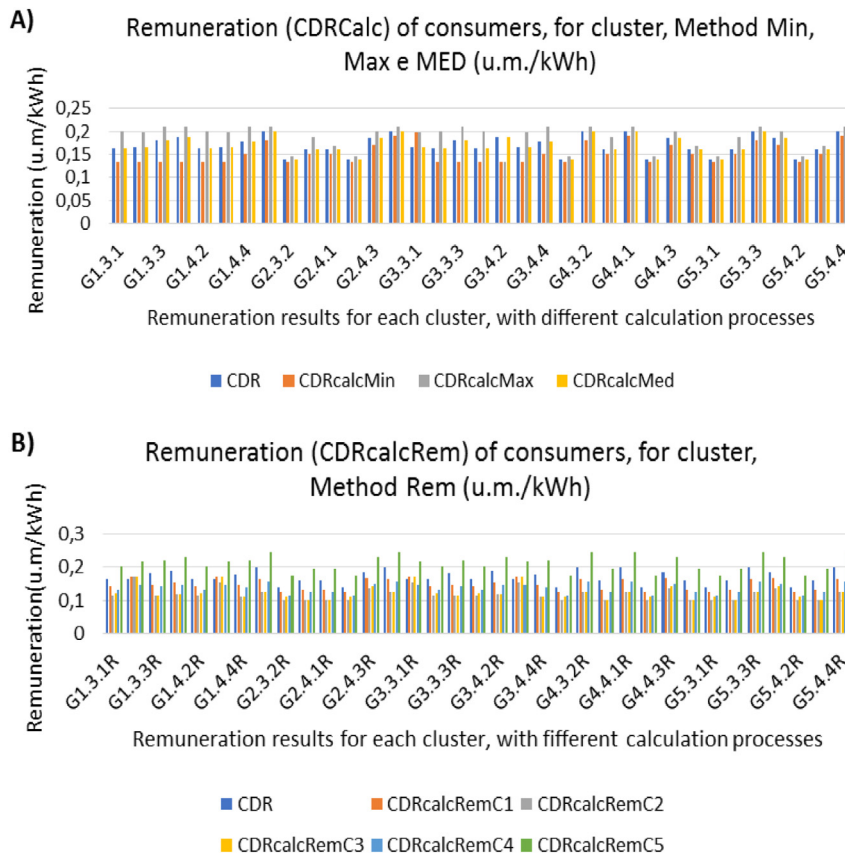 A)
Remuneration (CDRCalc) of consumers, for cluster, Method Min,
Max e MED (u.m./kWh)
Remuneration (u.m/kWh)
0,25
0,2
0,15
0,1
0,05
0
G1.3.1
G1.3.3
G1.4.2
G1.4.4
G2.3.2
G2.4.1
G2.4.3
G3.3.1
G3.3.3
G3.4.2
G3.4.4
G4.3.2
G4.4.1
G4.4.3
G5.3.1
G5.3.3
G5.4.2
G5.4.4
Remuneration results for each cluster, with different calculation processes
CDR CDRcalcMin CDRcalcMax CDRcalcMed
B)
Remuneration (CDRcalcRem) of consumers, for cluster,
Method Rem (u.m./kWh)
Remuneration(u.m/kWh)
0,3
0,2
0,1
0
G1.3.1R
G1.3.3R
G1.4.2R
G1.4.4R
G2.3.2R
G2.4.1R
G2.4.3R
G3.3.1R
G3.3.3R
G3.4.2R
G3.4.4R
G4.3.2R
G4.4.1R
G4.4.3R
G5.3.1R
G5.3.3R
G5.4.2R
G5.4.4R
Remuneration results for each cluster, with fifferent calculation processes
CDR CDRcalcRemC1 CDRcalcRemC2
CDRcalcRemC3 CDRcalcRemC4 CDRcalcRemC5